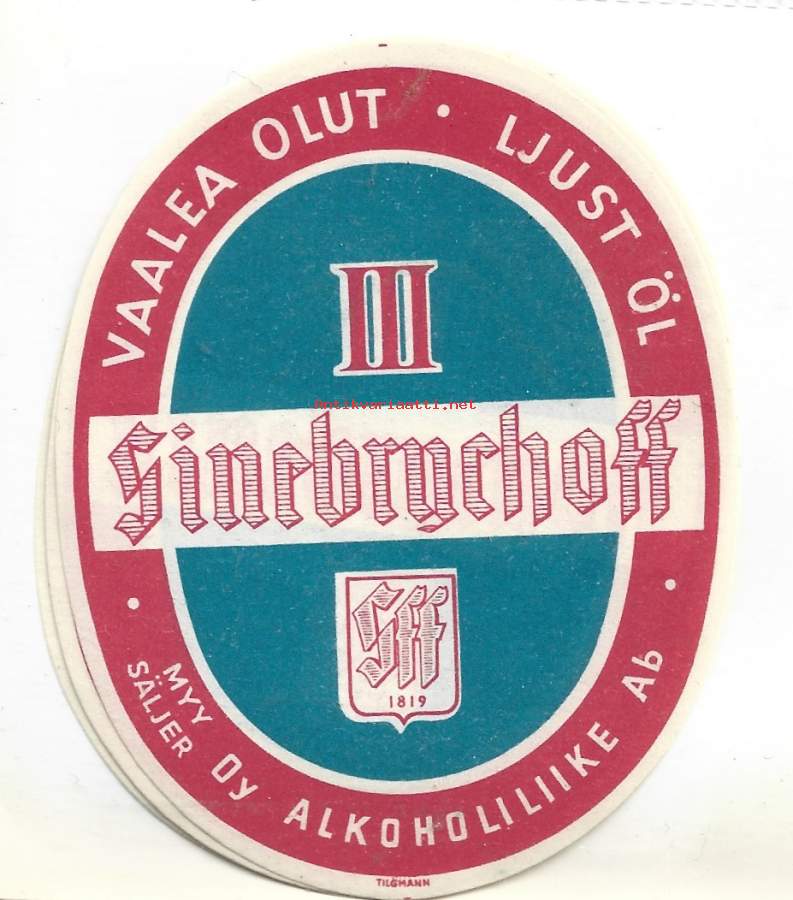 VAALEA OLUT • LJUST ÖL
III
Antikvariaatti.net
Sinebrychoff
Sff
1819
MYY
SÄLJER
OY ALKOHOLILIIKE AB
TILGMANN